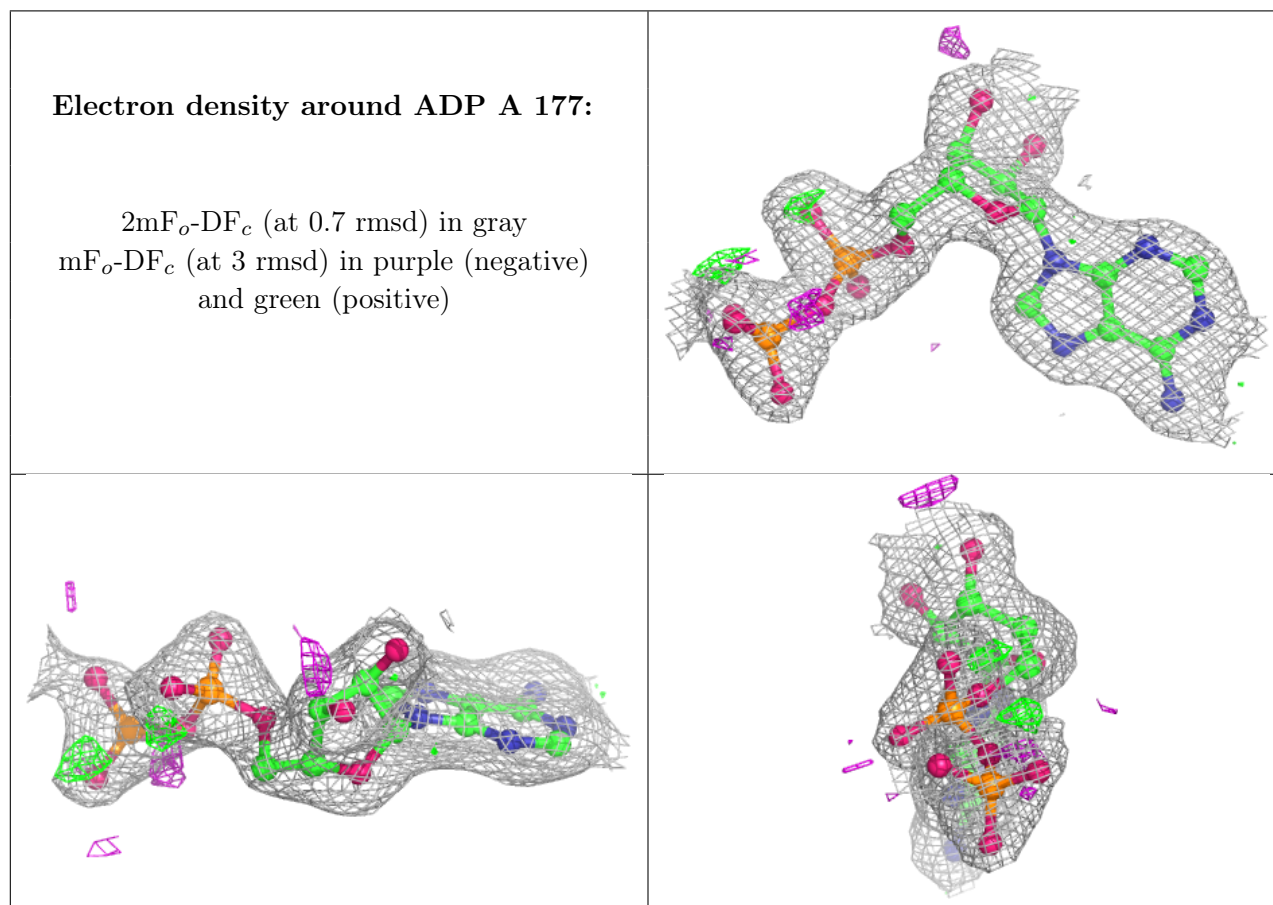 Electron density around ADP A 177:
2mFo-DFc (at 0.7 rmsd) in gray
mFo-DFc (at 3 rmsd) in purple (negative)
and green (positive)